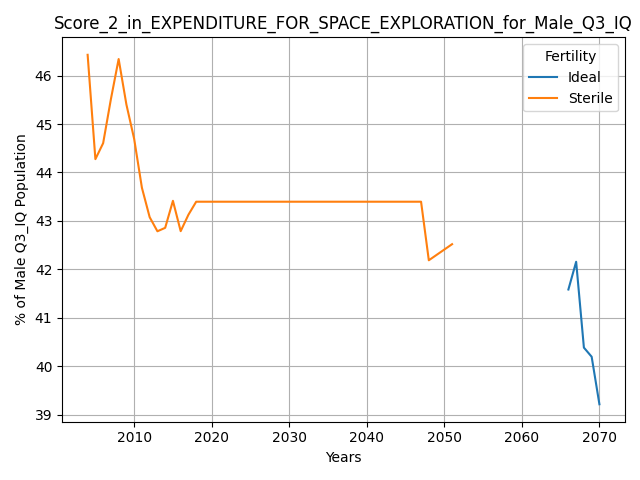 Score_2_in_EXPENDITURE_FOR_SPACE_EXPLORATION_for_Male_Q3_IQ
Fertility
Ideal
Sterile
% of Male Q3_IQ Population
46
45
44
43
42
41
40
39
2010 2020 2030 2040 2050 2060 2070
Years